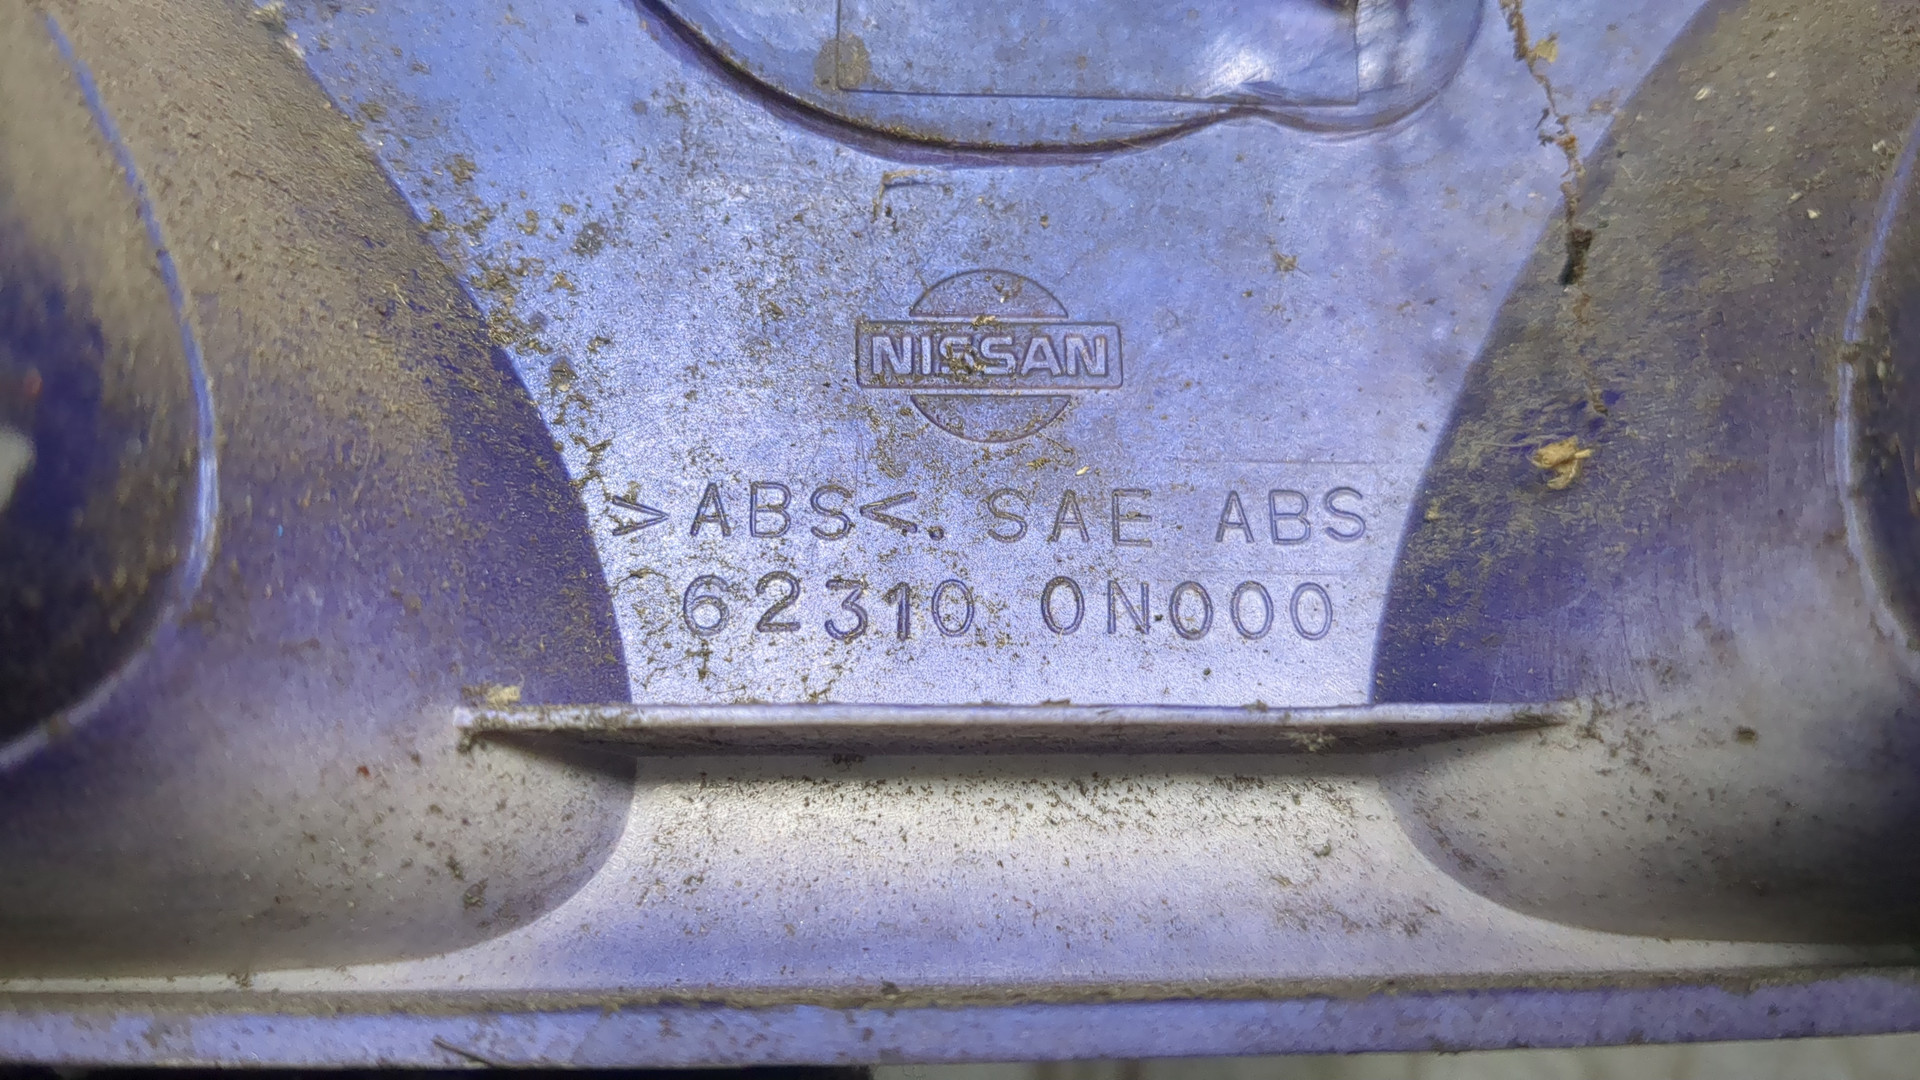 NISSAN
>ABS<. SAE ABS
62310 0N000